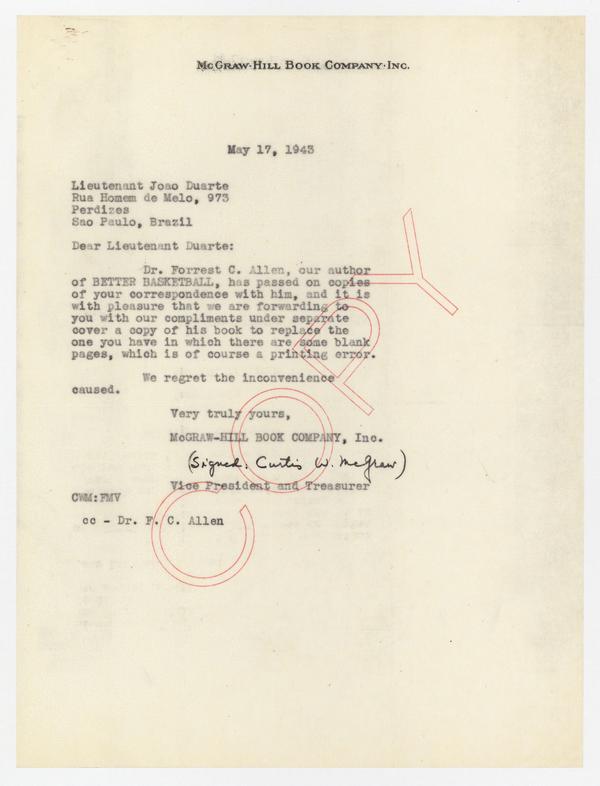 McGRAW-HILL BOOK COMPANY·INC.
May 17, 1943
Lieutenant Joao Duarte
Rua Homem de Melo, 973
Perdizes
Sao Paulo, Brazil
Dear Lieutenant Duarte:
Dr. Forrest C. Allen, our author
of BETTER BASKETBALL, has passed on copies
of your correspondence with him, and it is
with pleasure that we are forwarding to
you with our compliments under separate
cover a copy of his book to replace the
one you have in which there are some blank
pages, which is of course a printing error.
We regret the inconvenience
caused.
Very truly yours,
McGRAW-HILL BOOK COMPANY, Inc.
(Signed: Curtis W. McGraw)
Vice President and Treasurer
CWM:FMV
cc - Dr. F. C. Allen
COPY